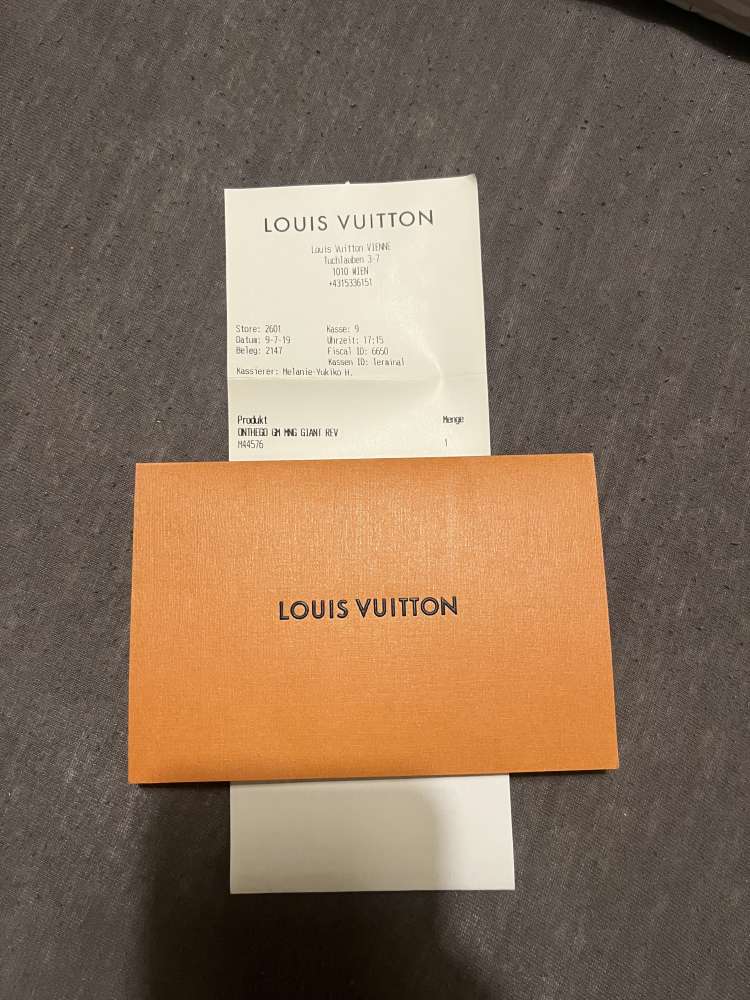 LOUIS VUITTON
Louis Vuitton VIENNE
Tuchlauben 3-7
1010 WIEN
+4315336151
Store: 2601 Kasse: 9
Datum: 9-7-19 Uhrzeit: 17:15
Beleg: 2147 Fiscal ID: 6650
Kassen ID: Terminal
Kassierer: Melanie-Yukiko H.
Produkt Menge
ONTHEGO GM MNG GIANT REV
M44576 1
LOUIS VUITTON